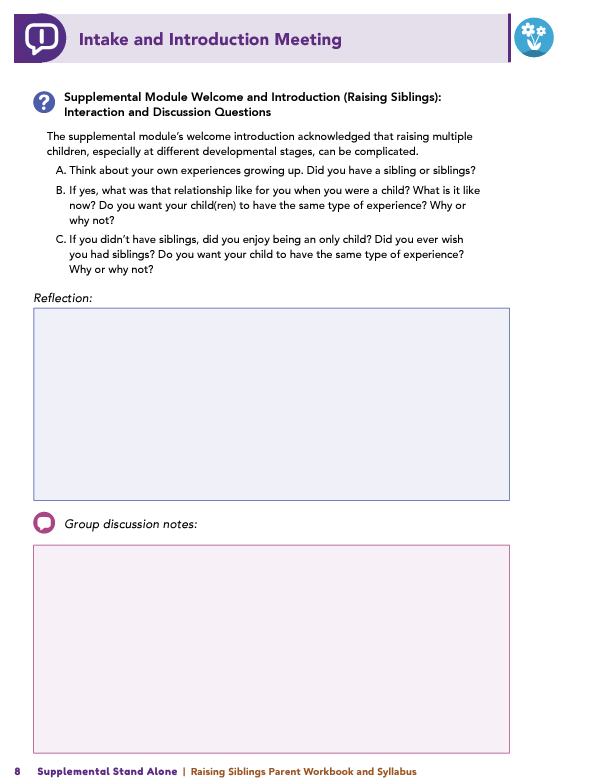 Intake and Introduction Meeting
Supplemental Module Welcome and Introduction (Raising Siblings):
Interaction and Discussion Questions
The supplemental module's welcome introduction acknowledged that raising multiple
children, especially at different developmental stages, can be complicated.
A. Think about your own experiences growing up. Did you have a sibling or siblings?
B. If yes, what was that relationship like for you when you were a child? What is it like
now? Do you want your child(ren) to have the same type of experience? Why or
why not?
C. If you didn't have siblings, did you enjoy being an only child? Did you ever wish
you had siblings? Do you want your child to have the same type of experience?
Why or why not?
Reflection:
Group discussion notes:
8 Supplemental Stand Alone | Raising Siblings Parent Workbook and Syllabus